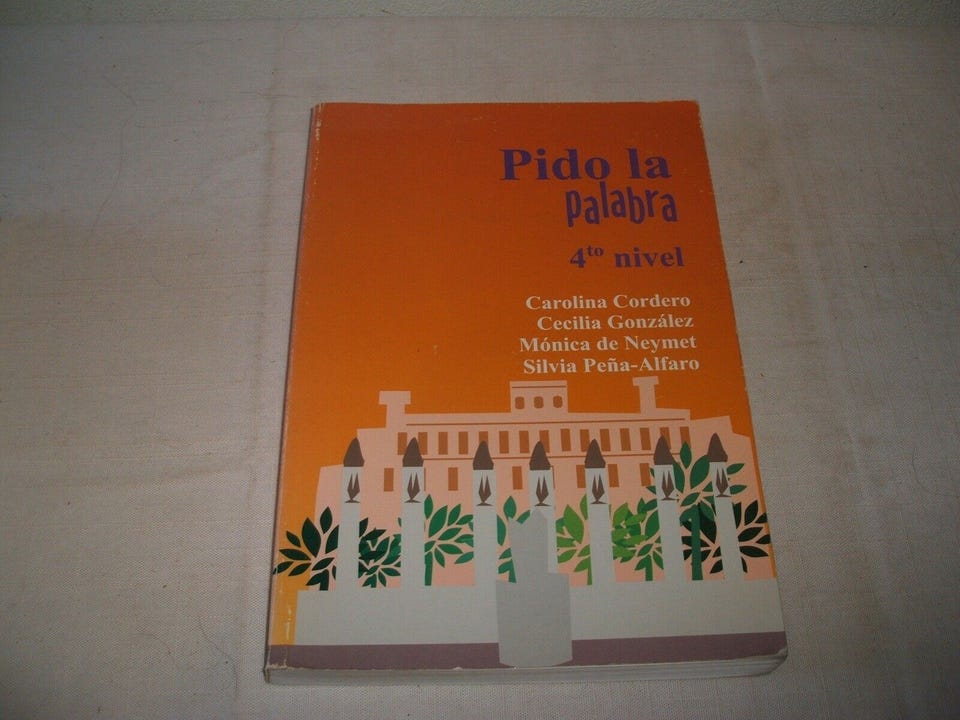 Pido la
palabra
4to nivel
Carolina Cordero
Cecilia González
Mónica de Neymet
Silvia Peña-Alfaro